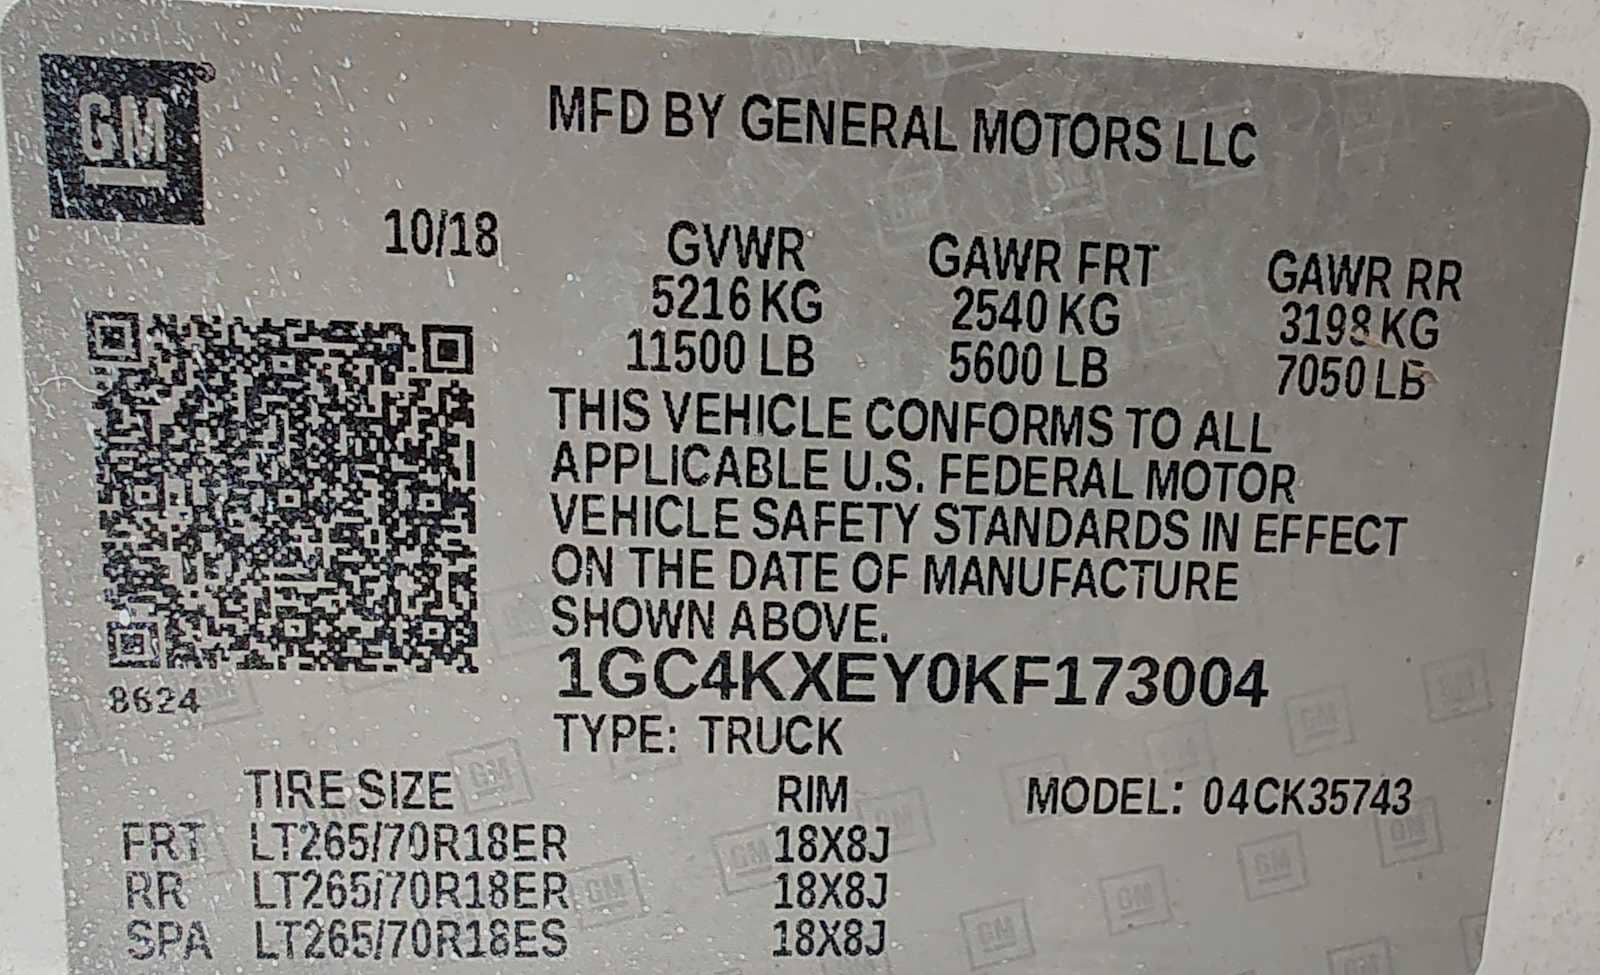 GM
MFD BY GENERAL MOTORS LLC
10/18 GVWR GAWR FRT GAWR RR
5216 KG 2540 KG 3198 KG
11500 LB 5600 LB 7050 LB
THIS VEHICLE CONFORMS TO ALL
APPLICABLE U.S. FEDERAL MOTOR
VEHICLE SAFETY STANDARDS IN EFFECT
ON THE DATE OF MANUFACTURE
SHOWN ABOVE.
1GC4KXEY0KF173004
8624
TYPE: TRUCK
TIRE SIZE RIM MODEL: 04CK35743
FRT LT265/70R18ER 18X8J
RR LT265/70R18ER 18X8J
SPA LT265/70R18ES 18X8J